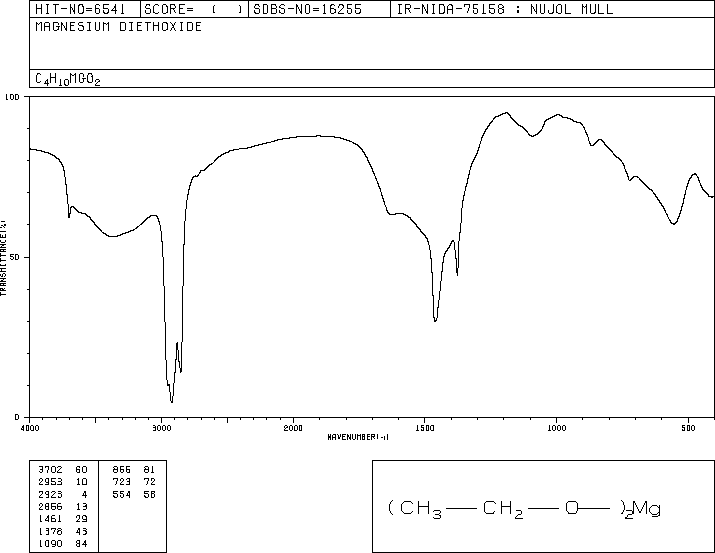 HIT-NO=6541 SCORE= ( ) SDBS-NO=16255 IR-NIDA-75158 : NUJOL MULL
MAGNESIUM DIETHOXIDE
C4H10MGO2
100
50
0
TRANSMITTANCE(%)
4000 3000 2000 1500 1000 500
WAVENUMBER(-1)
3702 60 866 81
2953 10 723 72
2923 4 554 58
2866 13
1461 29
1378 43
1090 84
(CH3—CH2—O—)2Mg